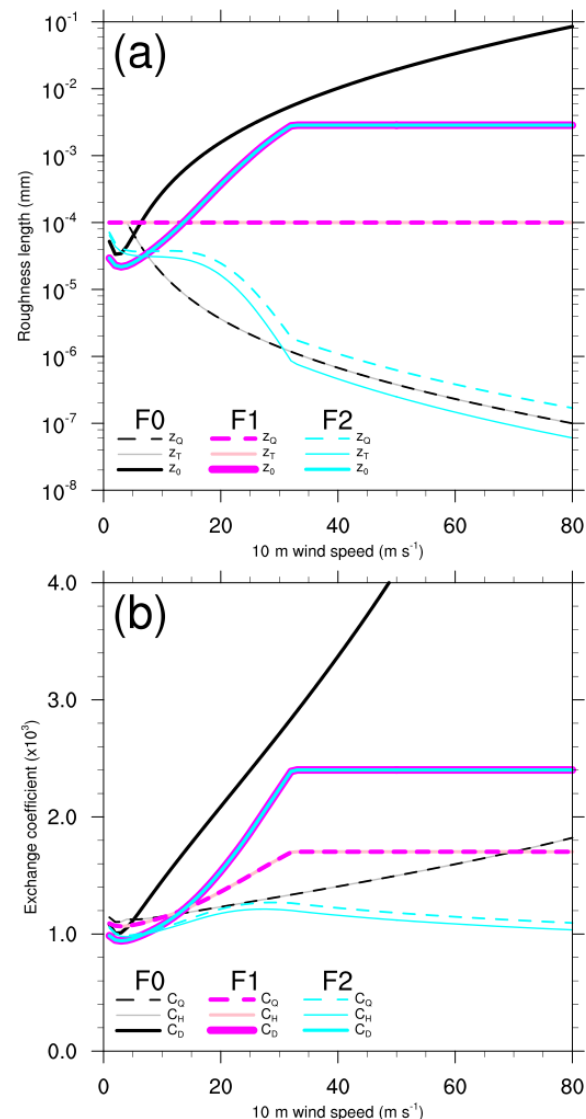 (a)
Roughness length (mm)
10⁻¹
10⁻²
10⁻³
10⁻⁴
10⁻⁵
10⁻⁶
10⁻⁷
10⁻⁸
F0 F1 F2
z_Q z_Q z_Q
z_T z_T z_T
z_0 z_0 z_0
0 20 40 60 80
10 m wind speed (m s⁻¹)
(b)
Exchange coefficient (x10³)
4.0
3.0
2.0
1.0
0.0
F0 F1 F2
C_Q C_Q C_Q
C_H C_H C_H
C_D C_D C_D
0 20 40 60 80
10 m wind speed (m s⁻¹)